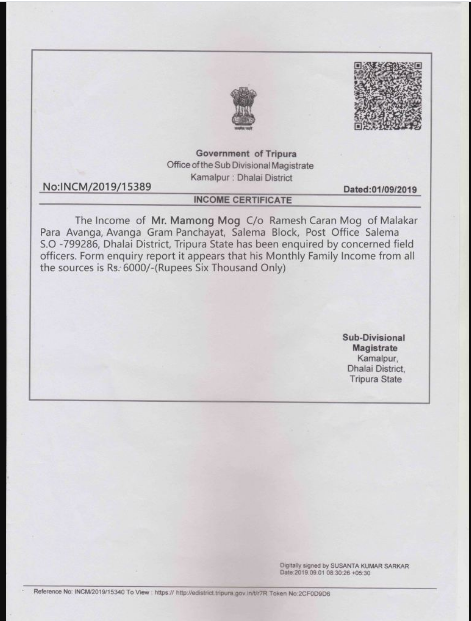 Government of Tripura
Office of the Sub Divisional Magistrate
Kamalpur : Dhalai District
No:INCM/2019/15389
Dated:01/09/2019
INCOME CERTIFICATE
The Income of Mr. Mamong Mog C/o Ramesh Caran Mog of Malakar
Para Avanga, Avanga Gram Panchayat, Salema Block, Post Office Salema
S.O -799286, Dhalai District, Tripura State has been enquired by concerned field
officers. Form enquiry report it appears that his Monthly Family Income from all
the sources is Rs. 6000/-(Rupees Six Thousand Only)
Sub-Divisional
Magistrate
Kamalpur,
Dhalai District,
Tripura State
Digitally signed by SUSANTA KUMAR SARKAR
Date:2019.09.01 08:30:26 +05:30
Reference No: INCM/2019/15340 To View : https:// http://edistrict.tripura.gov.in/t/rTR Token No:2CF0D9D6